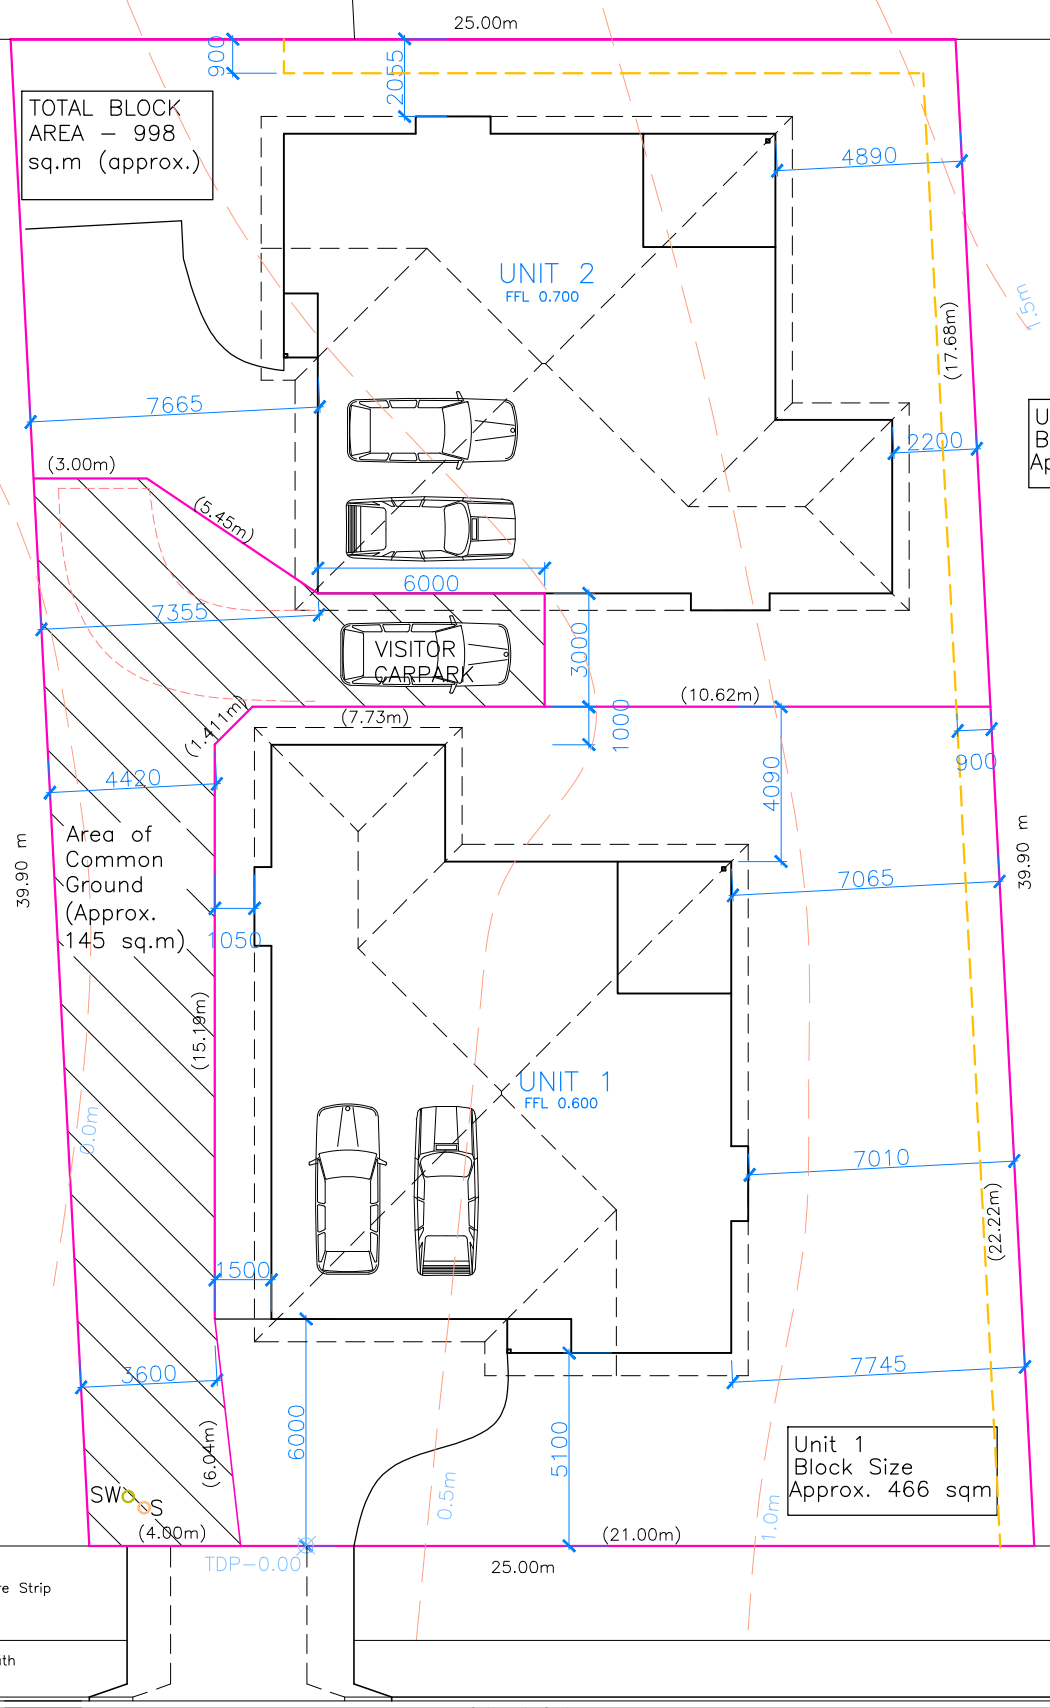 25.00m
900
2055
TOTAL BLOCK
AREA - 998
sq.m (approx.)
4890
UNIT 2
FFL 0.700
1.5m
(17.68m)
7665
U
B
Ap
2200
(3.00m)
(5.45m)
6000
7355
VISITOR
CARPARK
3000
(10.62m)
(7.73m)
(1.411m)
1000
900
4420
4090
Area of
Common
Ground
(Approx.
145 sq.m)
39.90 m
39.90 m
7065
1050
(15.19m)
UNIT 1
FFL 0.600
0.0m
7010
(22.22m)
1500
3600
7745
6000
5100
(6.04m)
Unit 1
Block Size
Approx. 466 sqm
0.5m
1.0m
SW
S
(4.00m)
(21.00m)
TDP-0.00
25.00m
re Strip
ath